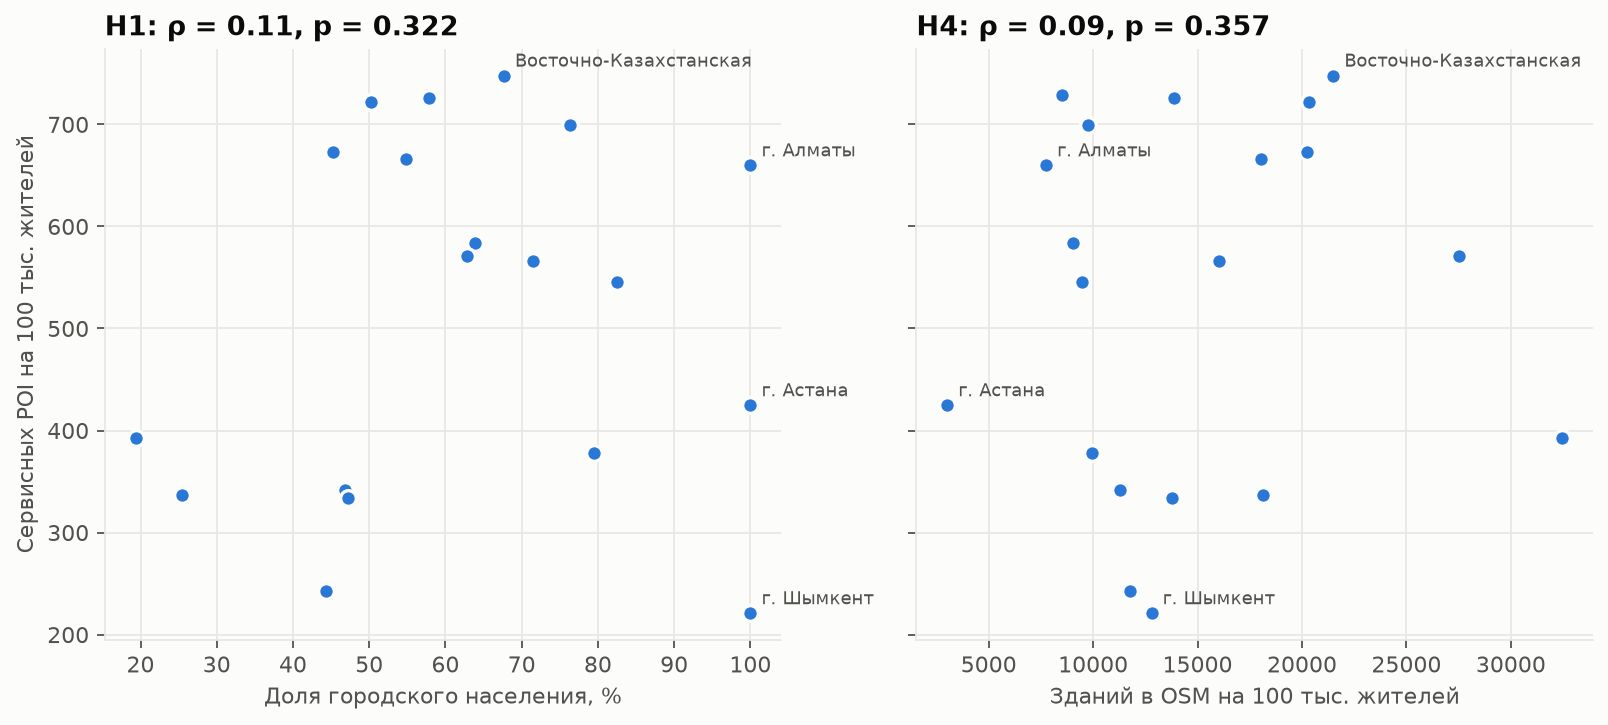 H1: ρ = 0.11, p = 0.322
Сервисных POI на 100 тыс. жителей
700
600
500
400
300
200
Восточно-Казахстанская
г. Алматы
г. Астана
г. Шымкент
20 30 40 50 60 70 80 90 100
Доля городского населения, %
H4: ρ = 0.09, p = 0.357
Восточно-Казахстанская
г. Алматы
г. Астана
г. Шымкент
5000 10000 15000 20000 25000 30000
Зданий в OSM на 100 тыс. жителей